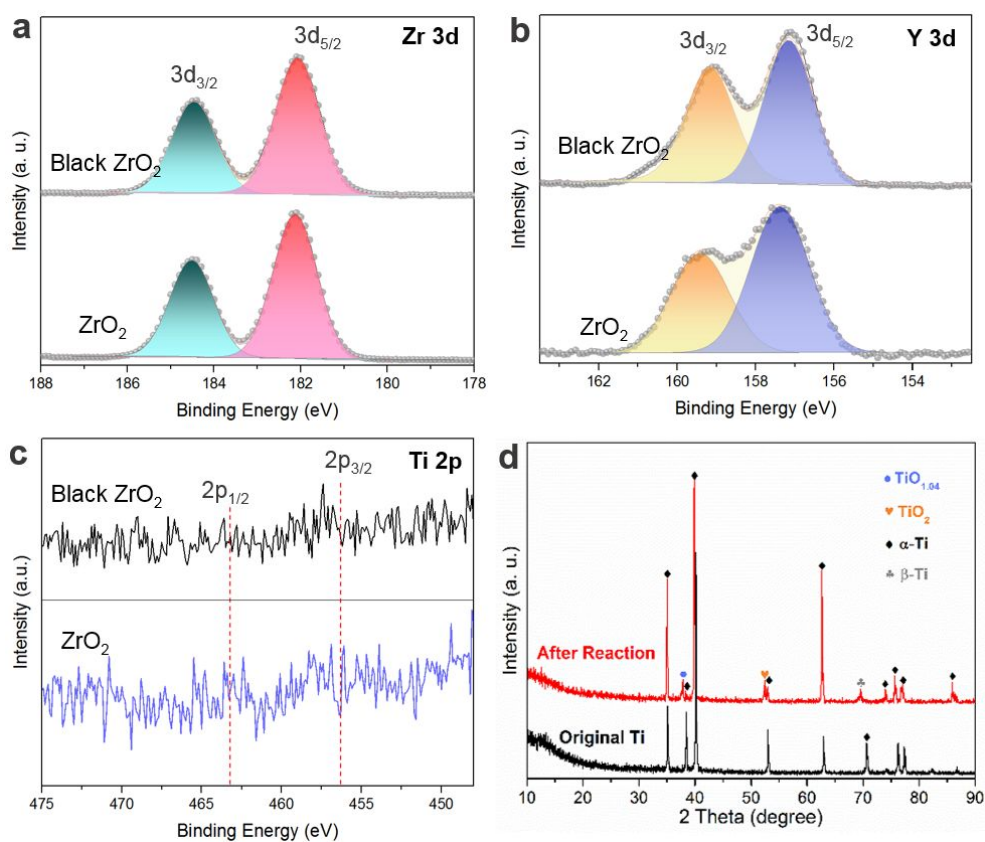 a
Zr 3d
3d5/2
3d3/2
Black ZrO2
ZrO2
Intensity (a. u.)
188 186 184 182 180 178
Binding Energy (eV)
b
Y 3d
3d5/2
3d3/2
Black ZrO2
ZrO2
Intensity (a. u.)
162 160 158 156 154
Binding Energy (eV)
c
Ti 2p
2p3/2
2p1/2
Black ZrO2
ZrO2
Intensity (a.u.)
475 470 465 460 455 450
Binding Energy (eV)
d
TiO1.04
TiO2
α-Ti
β-Ti
After Reaction
Original Ti
Intensity (a. u.)
10 20 30 40 50 60 70 80 90
2 Theta (degree)